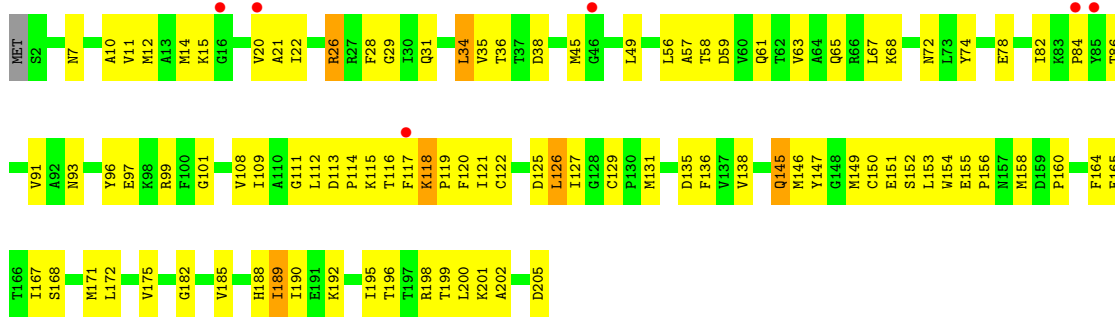 MET S2 N7 A10 V11 M12 A13 M14 K15 G16 V20 A21 I22 R26 R27 F28 G29 I30 Q31 L34 V35 T36 T37 D38 M45 G46 L49 L56 A57 T58 D59 V60 Q61 T62 V63 A64 Q65 R66 L67 K68 N72 L73 Y74 E78 I82 K83 P84 Y85 T86
V91 A92 N93 Y96 E97 K98 R99 F100 G101 V108 I109 A110 G111 L112 D113 P114 K115 T116 F117 K118 P119 F120 I121 C122 D125 L126 I127 G128 C129 P130 M131 D135 F136 V137 V138 Q145 M146 Y147 G148 M149 C150 E151 S152 L153 W154 E155 P156 N157 M158 D159 P160 F164
T166 I167 S168 M171 L172 V175 G182 V185 H188 I189 I190 E191 K192 I195 T196 T197 R198 T199 L200 K201 A202 D205